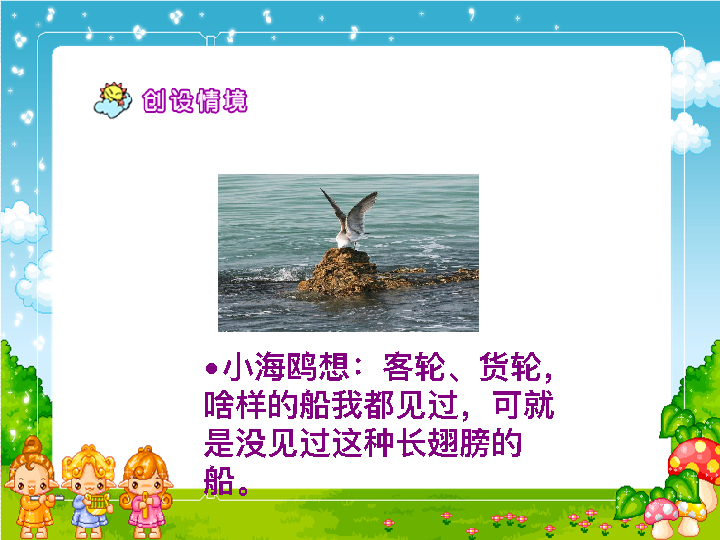 创设情境
•小海鸥想：客轮、货轮，
啥样的船我都见过，可就
是没见过这种长翅膀的
船。